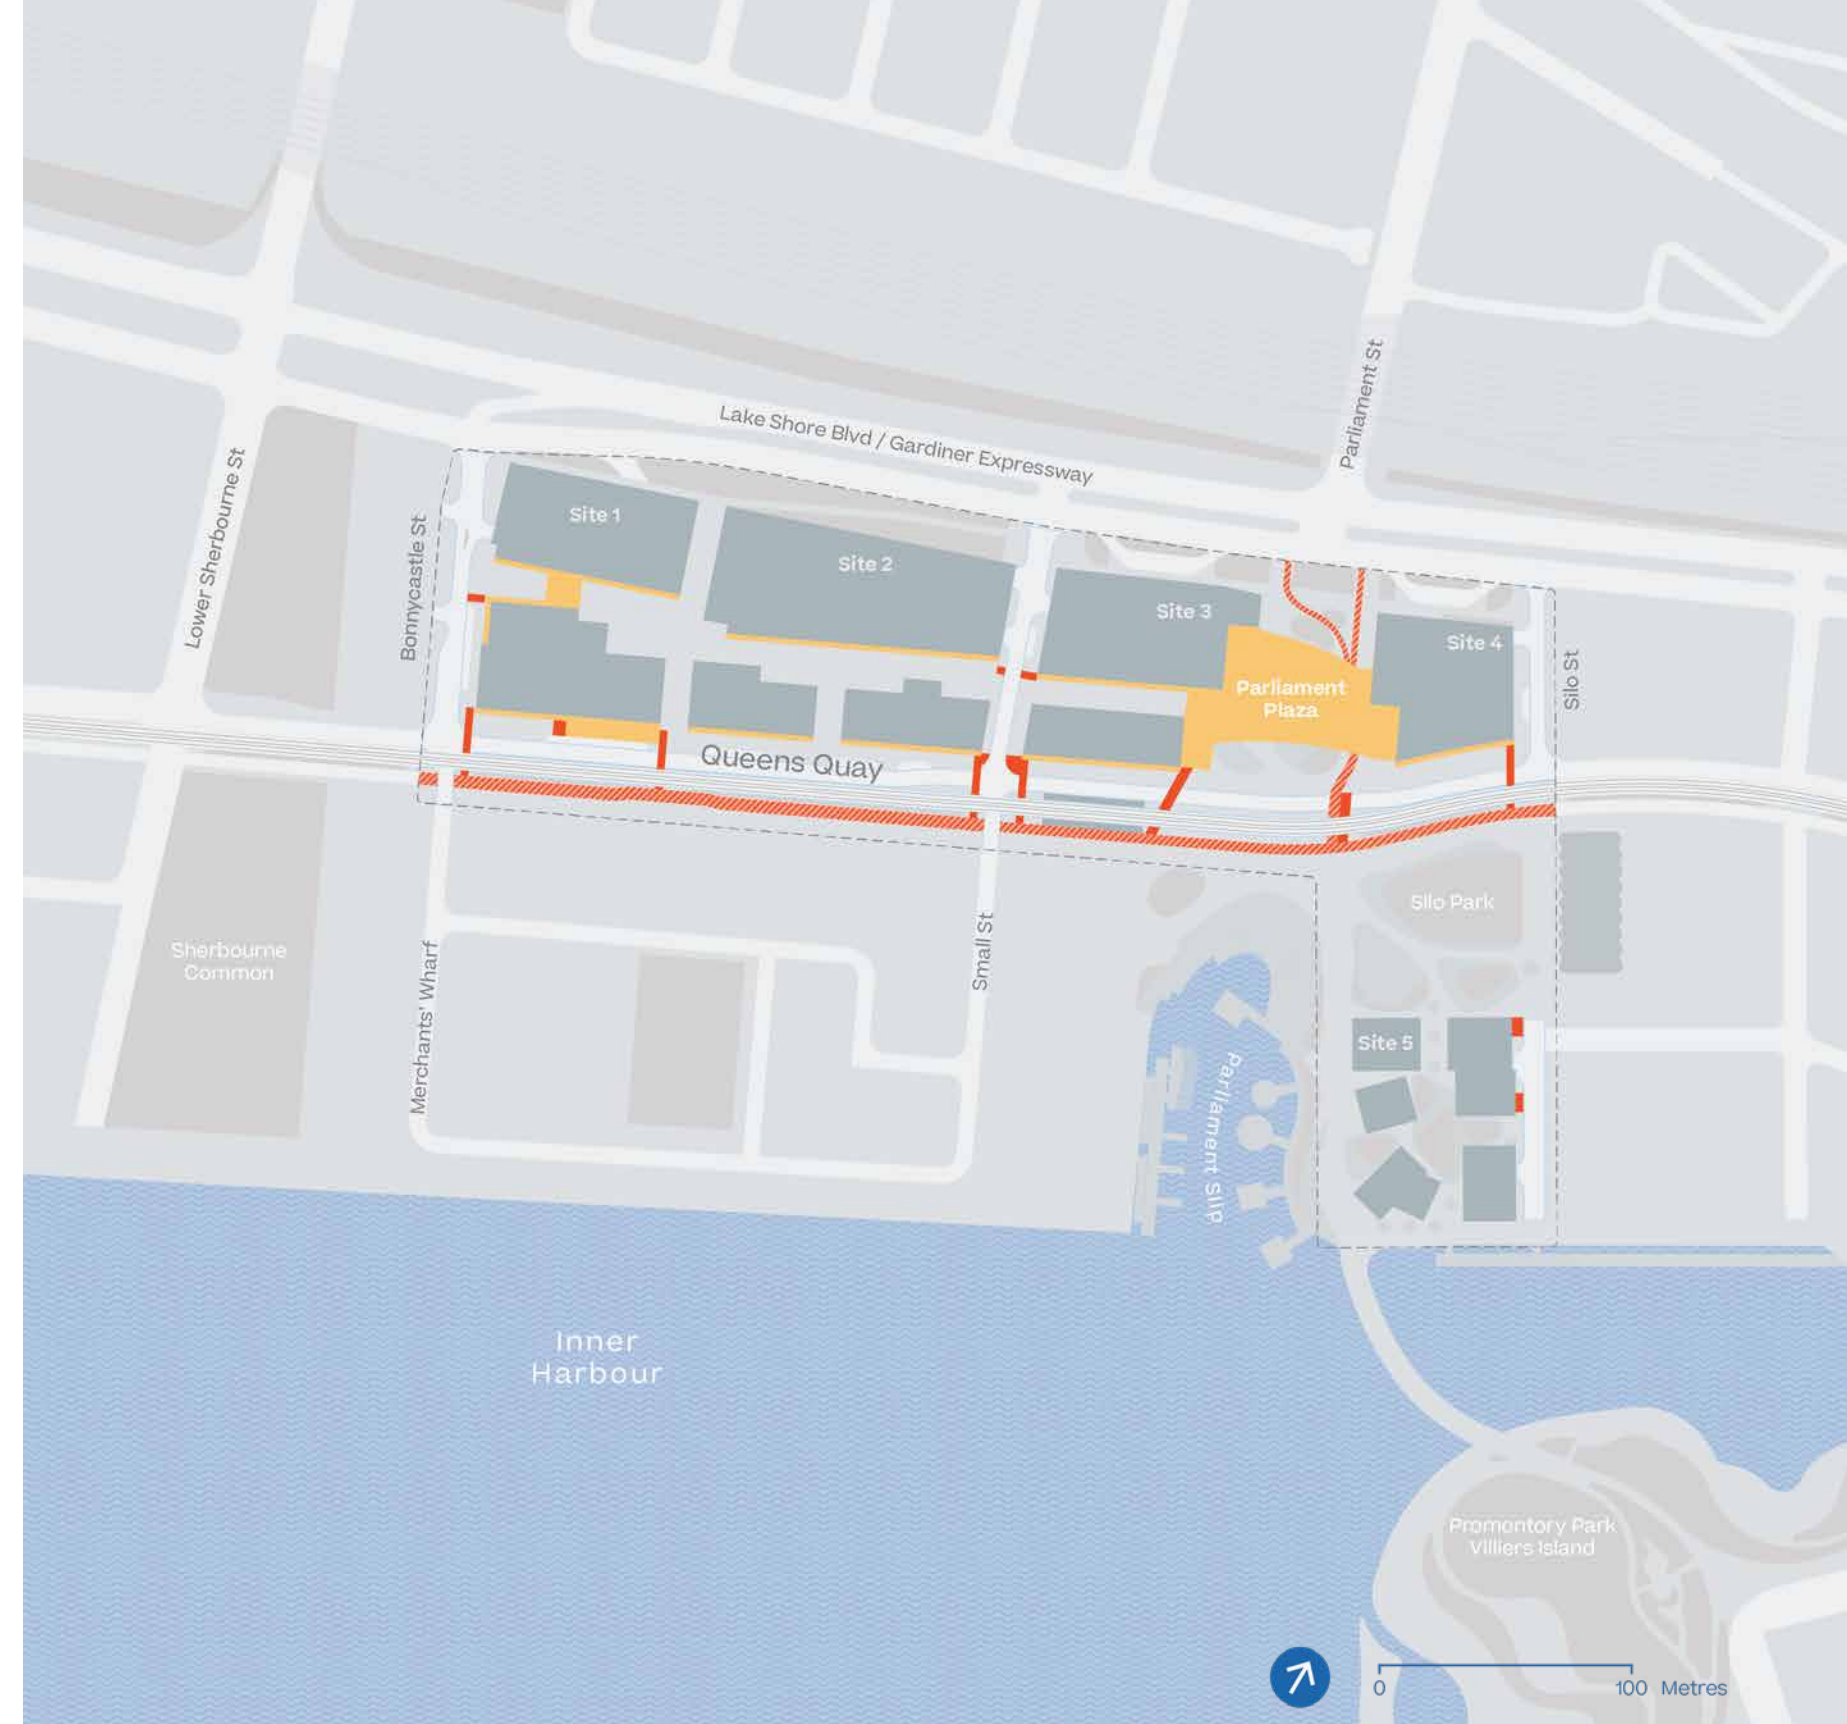 Lake Shore Blvd / Gardiner Expressway
Parliament St
Lower Sherbourne St
Bonnycastle St
Site 1
Site 2
Site 3
Site 4
Silo St
Parliament
Plaza
Queens Quay
Silo Park
Sherbourne
Common
Merchants' Wharf
Small St
Site 5
Parliament Slip
Inner
Harbour
Promontory Park
Villiers Island
0
100 Metres